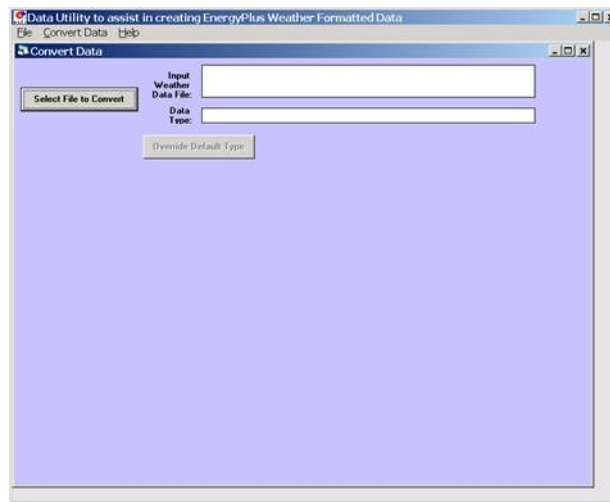 Data Utility to assist in creating EnergyPlus Weather Formatted Data
File Convert Data Help
Convert Data
Select File to Convert
Input
Weather
Data File:
Data
Type:
Override Default Type